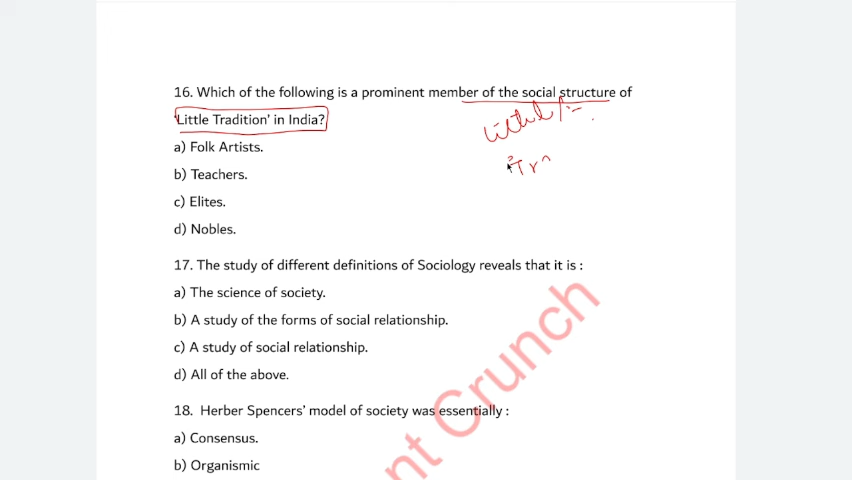 16. Which of the following is a prominent member of the social structure of
'Little Tradition' in India?
a) Folk Artists.
b) Teachers.
c) Elites.
d) Nobles.
17. The study of different definitions of Sociology reveals that it is :
a) The science of society.
b) A study of the forms of social relationship.
c) A study of social relationship.
d) All of the above.
18. Herber Spencers' model of society was essentially :
a) Consensus.
b) Organismic
nt Crunch